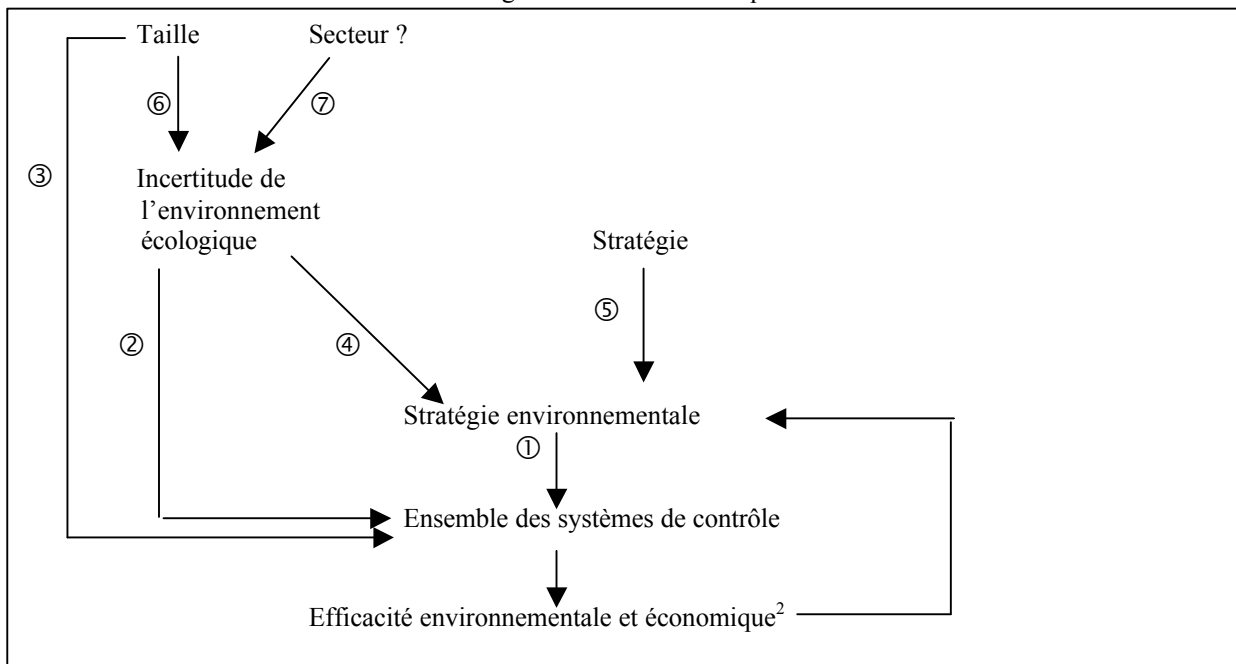 Taille
Secteur ?
⑥
⑦
③
Incertitude de
l’environnement
écologique
Stratégie
⑤
②
④
Stratégie environnementale
①
Ensemble des systèmes de contrôle
Efficacité environnementale et économique²